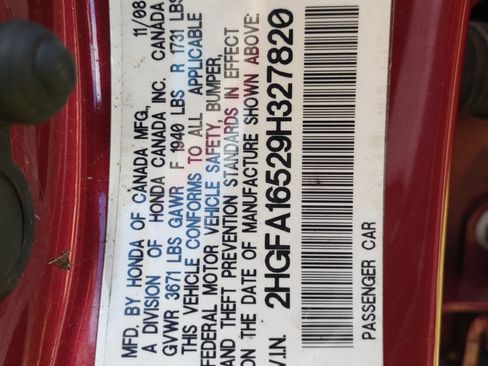 MFD. BY HONDA OF CANADA MFG., 11/08
A DIVISION OF HONDA CANADA INC. CANADA
GVWR 3671 LBS GAWR F 1940 LBS R 1731 LBS
THIS VEHICLE CONFORMS TO ALL APPLICABLE
FEDERAL MOTOR VEHICLE SAFETY, BUMPER,
AND THEFT PREVENTION STANDARDS IN EFFECT
ON THE DATE OF MANUFACTURE SHOWN ABOVE.
V.I.N. 2HGFA16529H327820
PASSENGER CAR